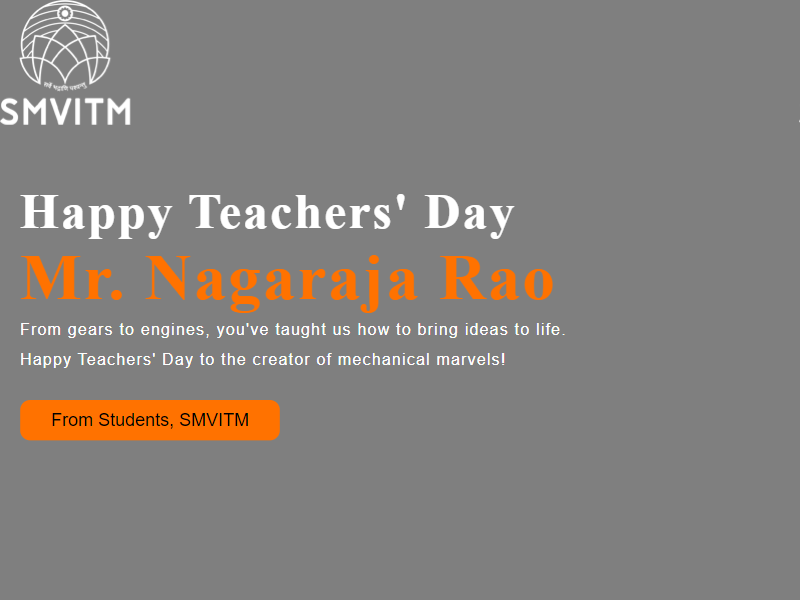 SMVITM
Happy Teachers' Day
Mr. Nagaraja Rao
From gears to engines, you've taught us how to bring ideas to life.
Happy Teachers' Day to the creator of mechanical marvels!
From Students, SMVITM